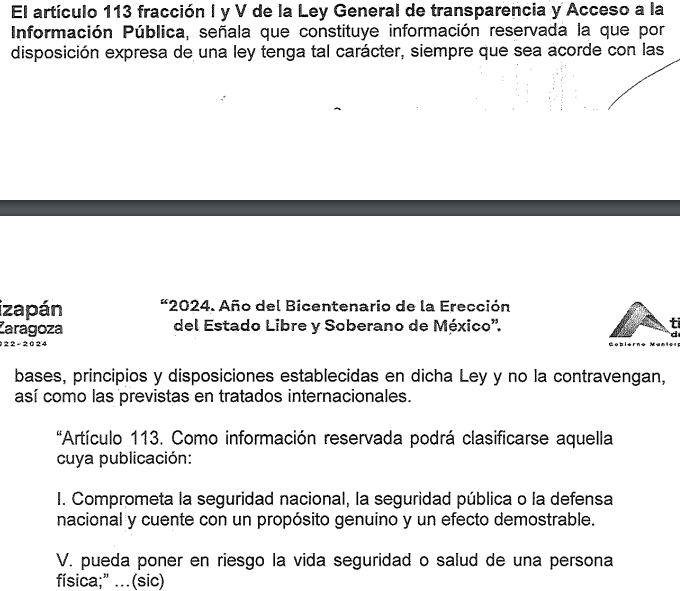 El artículo 113 fracción I y V de la Ley General de transparencia y Acceso a la
Información Pública, señala que constituye información reservada la que por
disposición expresa de una ley tenga tal carácter, siempre que sea acorde con las
izapán
Zaragoza
022-2024
“2024. Año del Bicentenario de la Erección
del Estado Libre y Soberano de México”.
ti
de
Gobierno Municip
bases, principios y disposiciones establecidas en dicha Ley y no la contravengan,
así como las previstas en tratados internacionales.
“Artículo 113. Como información reservada podrá clasificarse aquella
cuya publicación:
I. Comprometa la seguridad nacional, la seguridad pública o la defensa
nacional y cuente con un propósito genuino y un efecto demostrable.
V. pueda poner en riesgo la vida seguridad o salud de una persona
física;” ...(sic)